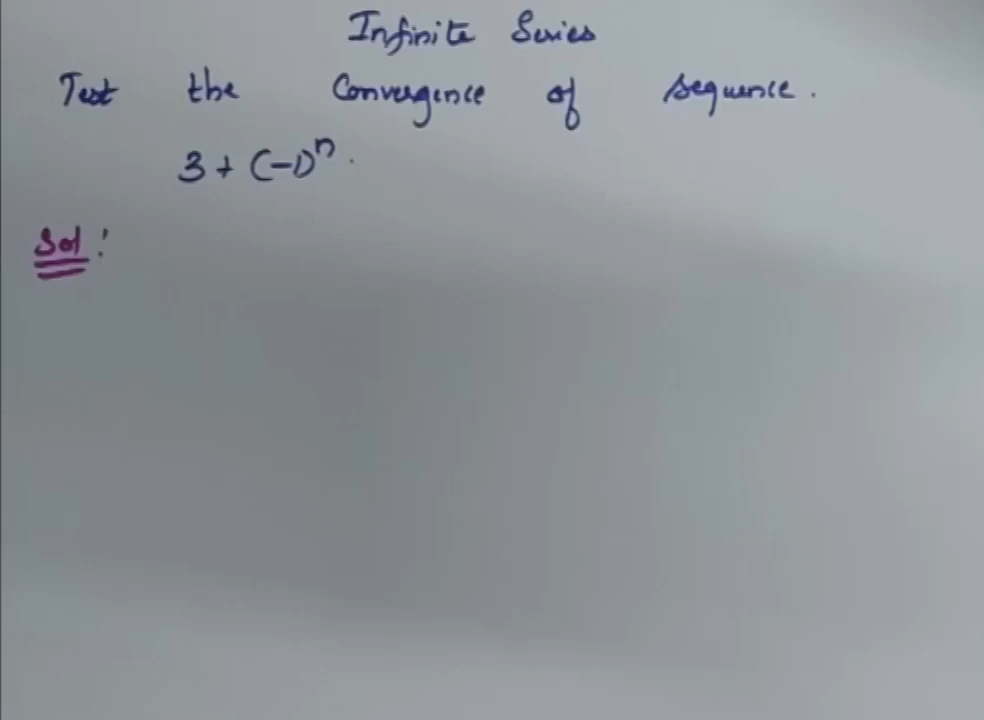 Infinite Series
Test the Convergence of sequence.
3 + (-1)^n.
Sol: